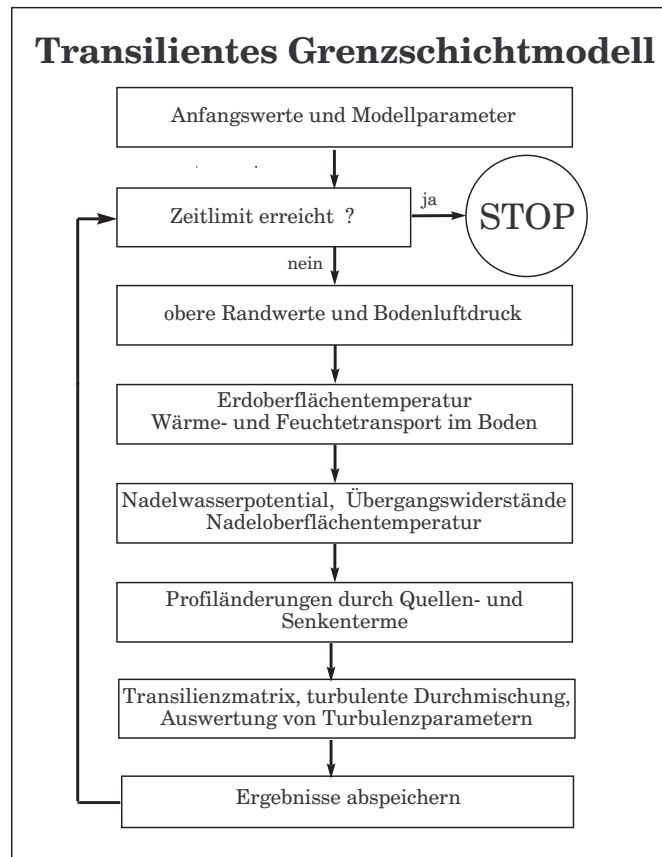 Transilientes Grenzschichtmodell
Anfangswerte und Modellparameter
Zeitlimit erreicht ?
ja
STOP
nein
obere Randwerte und Bodenluftdruck
Erdoberflächentemperatur
Wärme- und Feuchtetransport im Boden
Nadelwasserpotential, Übergangswiderstände
Nadeloberflächentemperatur
Profiländerungen durch Quellen- und
Senkenterme
Transilienzmatrix, turbulente Durchmischung,
Auswertung von Turbulenzparametern
Ergebnisse abspeichern